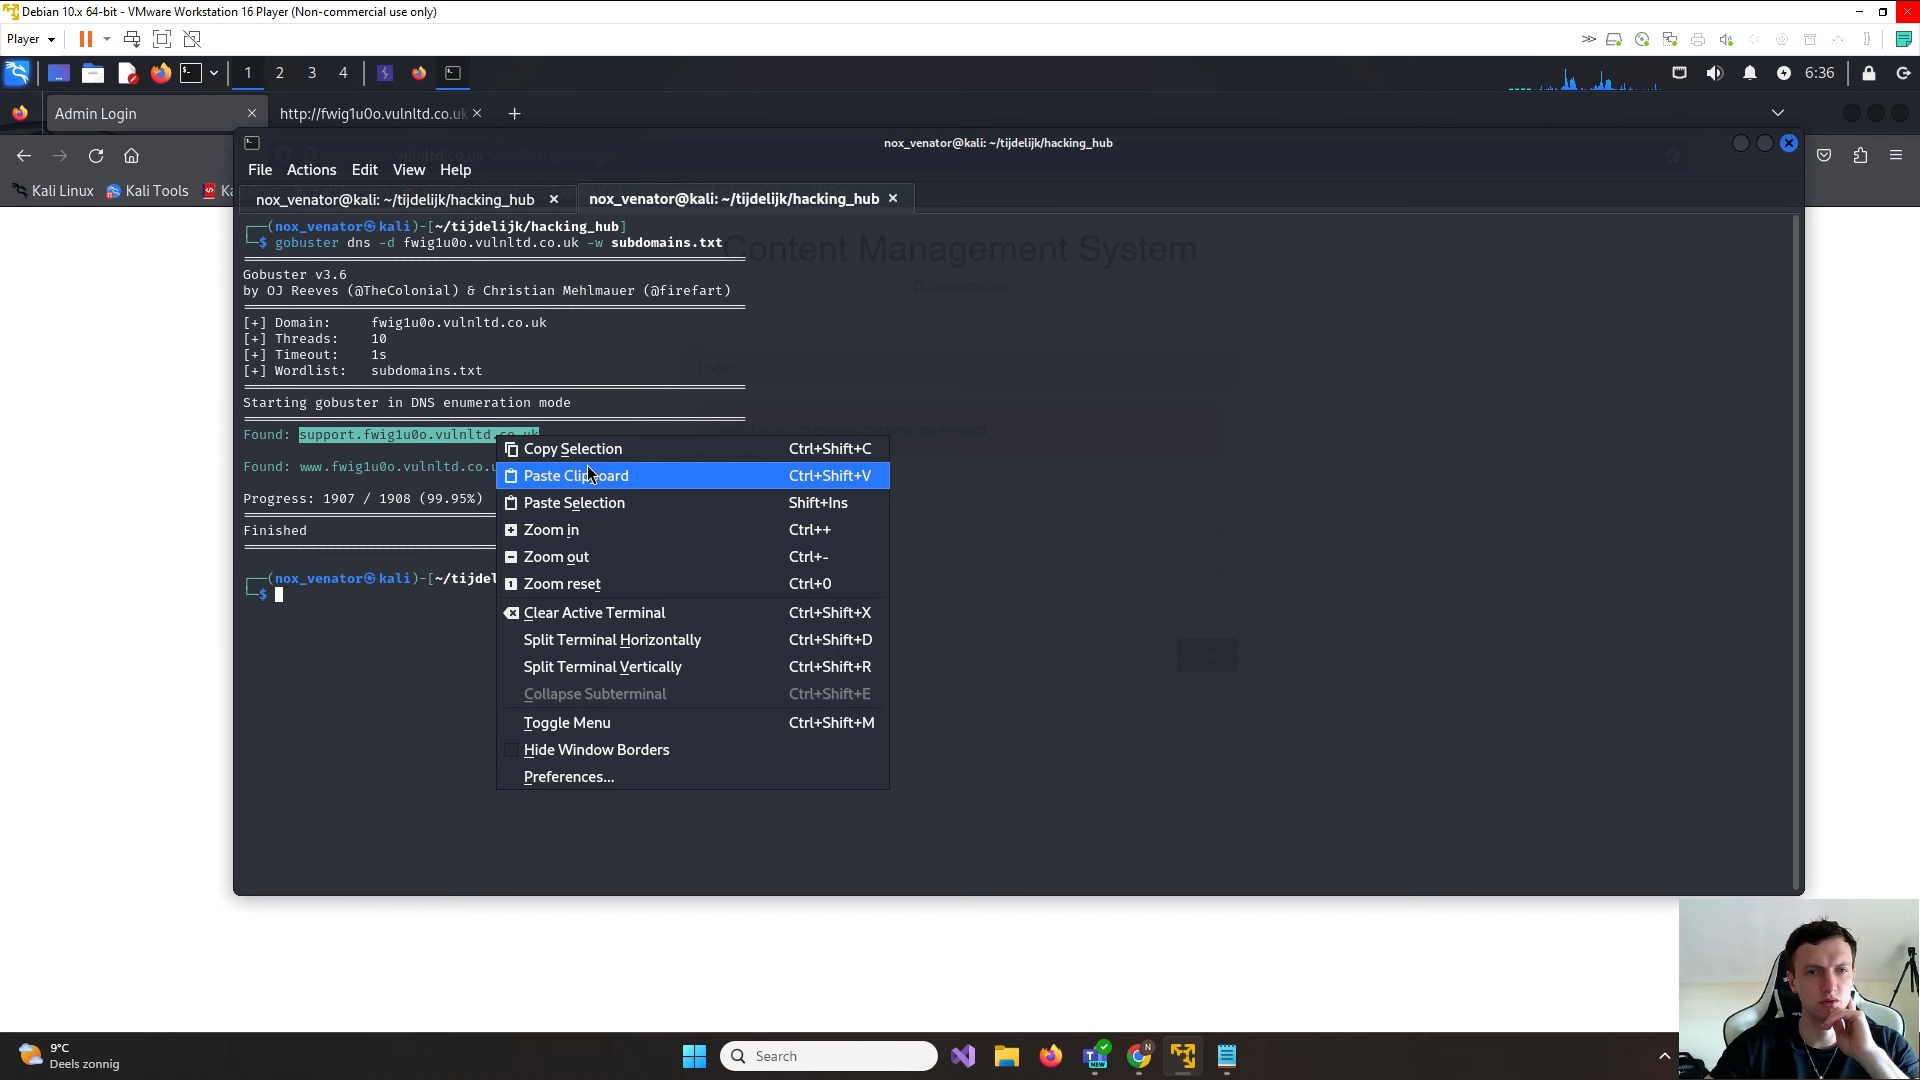 Debian 10.x 64-bit - VMware Workstation 16 Player (Non-commercial use only)
Player
1 2 3 4
6:36
Admin Login
http://fwig1u0o.vulnltd.co.uk
nox_venator@kali: ~/tijdelijk/hacking_hub
Kali Linux Kali Tools
File Actions Edit View Help
nox_venator@kali: ~/tijdelijk/hacking_hub
nox_venator@kali: ~/tijdelijk/hacking_hub
┌──(nox_venator㉿kali)-[~/tijdelijk/hacking_hub]
└─$ gobuster dns -d fwig1u0o.vulnltd.co.uk -w subdomains.txt
Content Management System
Gobuster v3.6
by OJ Reeves (@TheColonial) & Christian Mehlmauer (@firefart)
Documentation
[+] Domain: fwig1u0o.vulnltd.co.uk
[+] Threads: 10
[+] Timeout: 1s
[+] Wordlist: subdomains.txt
Login
Starting gobuster in DNS enumeration mode
Found: support.fwig1u0o.vulnltd.co.uk
Found: www.fwig1u0o.vulnltd.co.u
Progress: 1907 / 1908 (99.95%)
Finished
┌──(nox_venator㉿kali)-[~/tijdel
└─$
Copy Selection Ctrl+Shift+C
Paste Clipboard Ctrl+Shift+V
Paste Selection Shift+Ins
Zoom in Ctrl++
Zoom out Ctrl+-
Zoom reset Ctrl+0
Clear Active Terminal Ctrl+Shift+X
Split Terminal Horizontally Ctrl+Shift+D
Split Terminal Vertically Ctrl+Shift+R
Collapse Subterminal Ctrl+Shift+E
Toggle Menu Ctrl+Shift+M
Hide Window Borders
Preferences...
9°C
Deels zonnig
Search